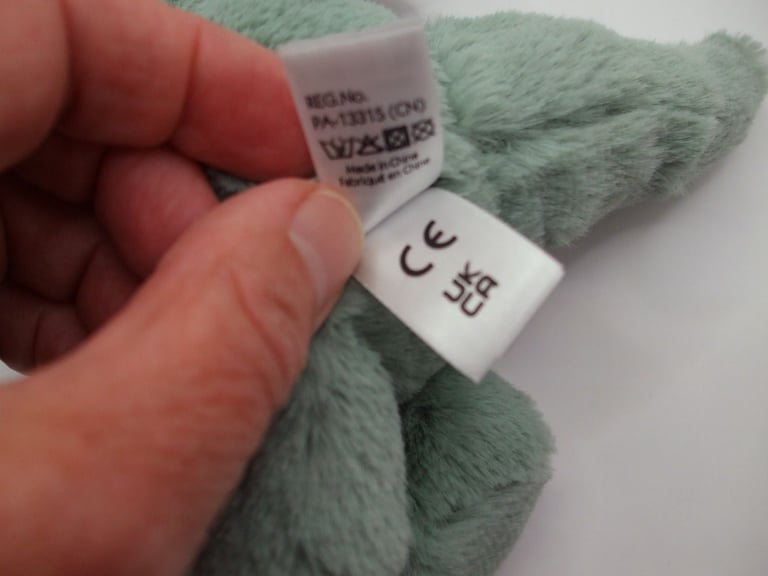 REG.No.
PA-13315 (CN)
Made in China
Fabriqué en Chine
CE
UK
CA